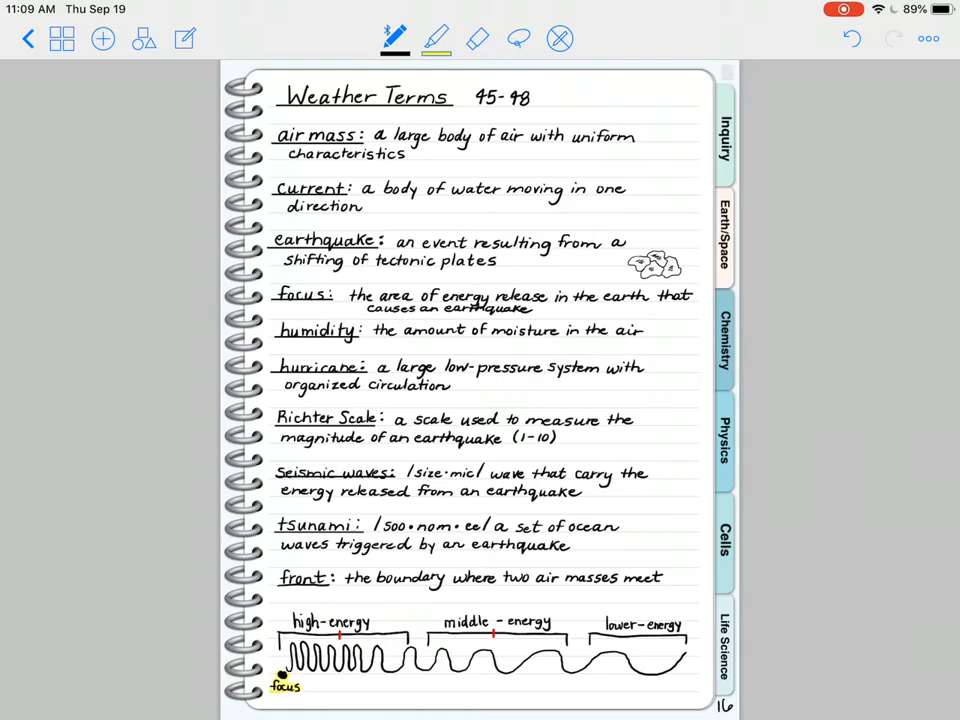 11:09 AM Thu Sep 19
89%
Weather Terms 45-48
air mass: a large body of air with uniform
characteristics
current: a body of water moving in one
direction
earthquake: an event resulting from a
shifting of tectonic plates
focus: the area of energy release in the earth that
causes an earthquake
humidity: the amount of moisture in the air
hurricane: a large low-pressure system with
organized circulation
Richter Scale: a scale used to measure the
magnitude of an earthquake (1-10)
seismic waves: /size·mic/ wave that carry the
energy released from an earthquake
tsunami: /soo·nom·ee/ a set of ocean
waves triggered by an earthquake
front: the boundary where two air masses meet
high-energy middle-energy lower-energy
focus
16
Inquiry
Earth/Space
Chemistry
Physics
Cells
Life Science